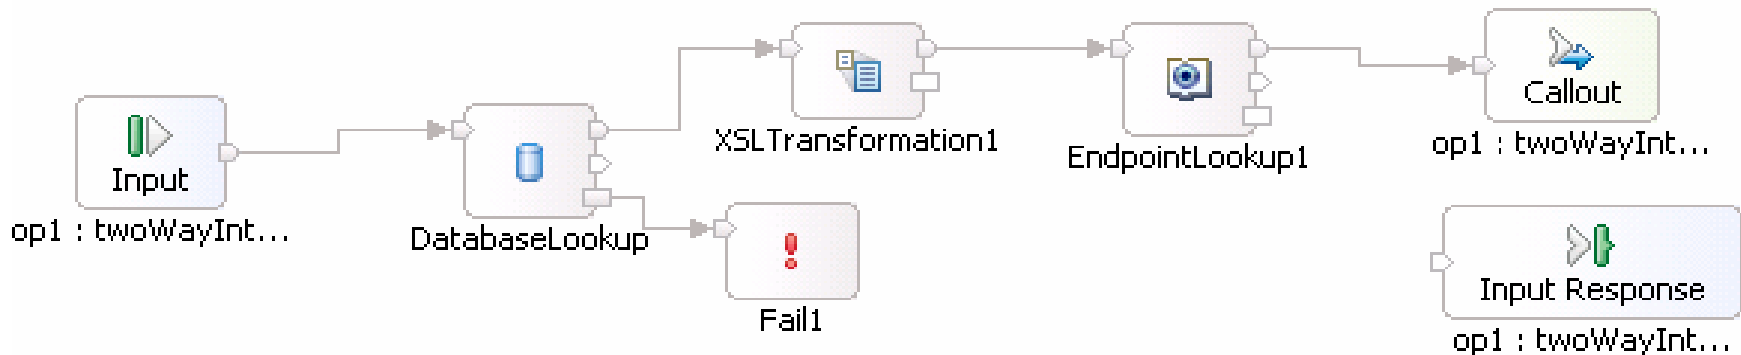 Input
op1 : twoWayInt...
DatabaseLookup
Fail1
XSLTransformation1
EndpointLookup1
Callout
op1 : twoWayInt...
Input Response
op1 : twoWayInt...